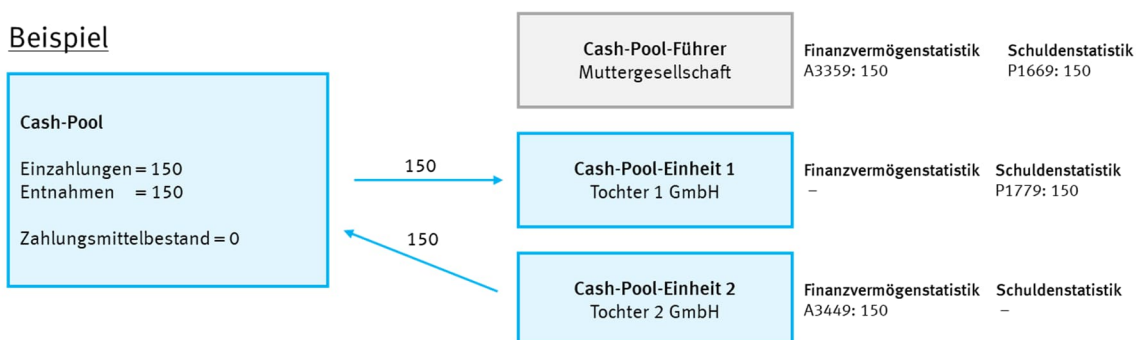 Beispiel
Cash-Pool
Einzahlungen = 150
Entnahmen = 150
Zahlungsmittelbestand = 0
150
150
Cash-Pool-Führer
Muttergesellschaft
Finanzvermögenstatistik Schuldenstatistik
A3359: 150 P1669: 150
Cash-Pool-Einheit 1
Tochter 1 GmbH
Finanzvermögenstatistik Schuldenstatistik
– P1779: 150
Cash-Pool-Einheit 2
Tochter 2 GmbH
Finanzvermögenstatistik Schuldenstatistik
A3449: 150 –